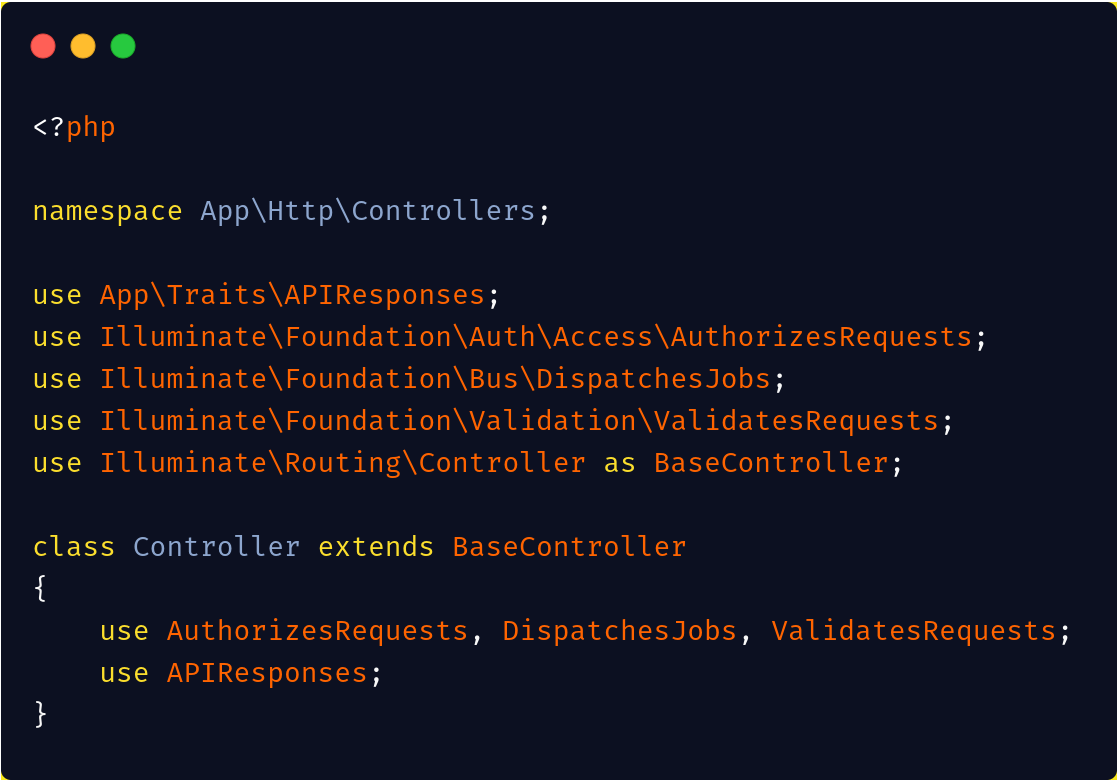 <?php
namespace App\Http\Controllers;
use App\Traits\APIResponses;
use Illuminate\Foundation\Auth\Access\AuthorizesRequests;
use Illuminate\Foundation\Bus\DispatchesJobs;
use Illuminate\Foundation\Validation\ValidatesRequests;
use Illuminate\Routing\Controller as BaseController;
class Controller extends BaseController
{
    use AuthorizesRequests, DispatchesJobs, ValidatesRequests;
    use APIResponses;
}